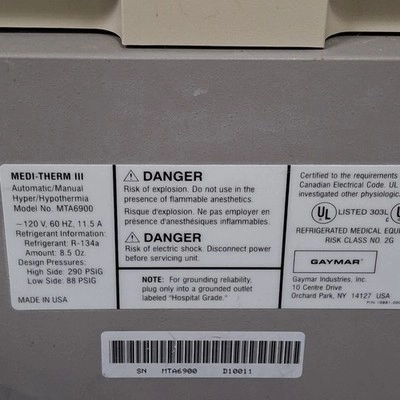 MEDI-THERM III
Automatic/Manual
Hyper/Hypothermia
Model No. MTA6900
~120 V, 60 HZ, 11.5 A
Refrigerant Information:
Refrigerant: R-134a
Amount: 8.5 Oz.
Design Pressures:
High Side: 290 PSIG
Low Side: 88 PSIG
MADE IN USA
DANGER
Risk of explosion. Do not use in the
presence of flammable anesthetics.
Risque d'explosion. Ne pas employer en
présence d'anesthésiques inflammables.
DANGER
Risk of electric shock. Disconnect power
before servicing unit.
NOTE: For grounding reliability,
plug only into a grounded outlet
labeled "Hospital Grade."
Certified to the requirements
Canadian Electrical Code. UL
investigated other physiologica
UL LISTED 303L C
REFRIGERATED MEDICAL EQUI
RISK CLASS NO. 2G
GAYMAR
Gaymar Industries, Inc.
10 Centre Drive
Orchard Park, NY 14127 USA
SN MTA6900 D10011